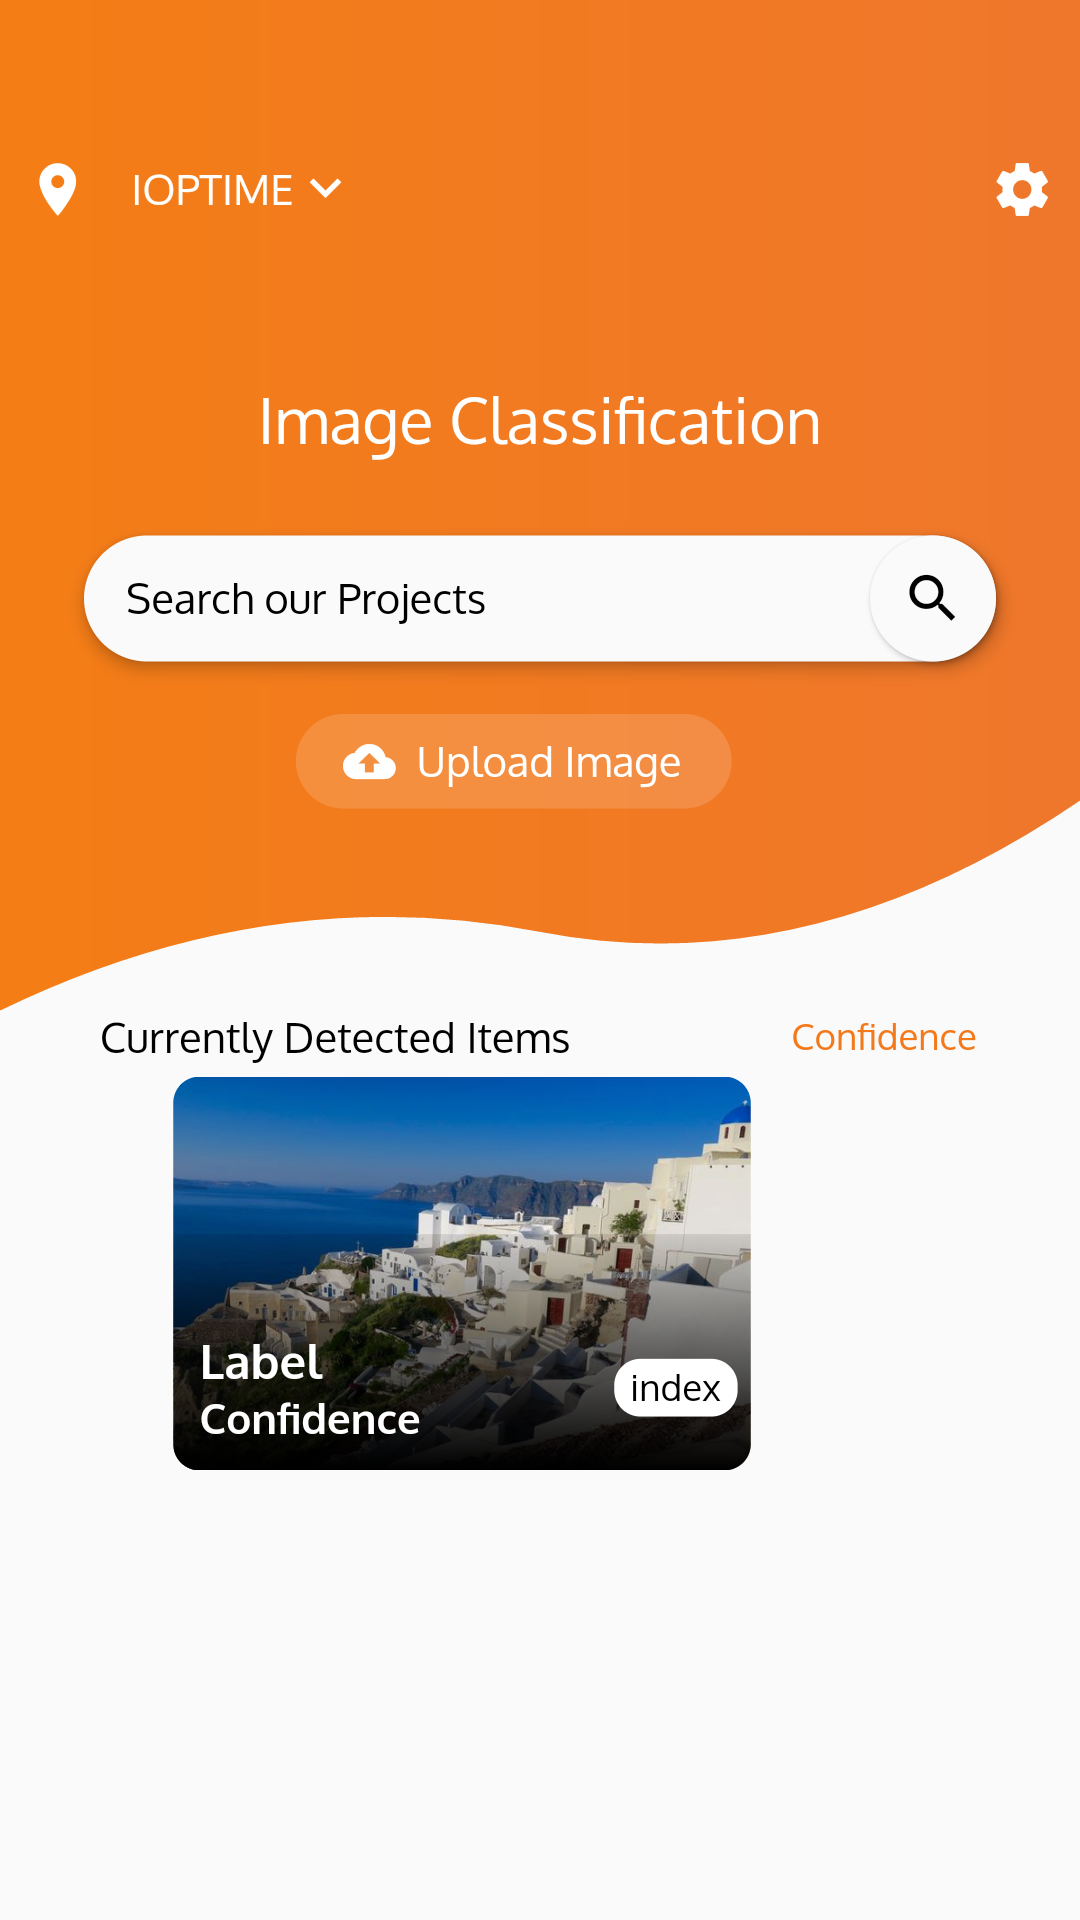 IOPTIME
Image Classification
Search our Projects
Upload Image
Currently Detected Items
Confidence
Label
Confidence
index